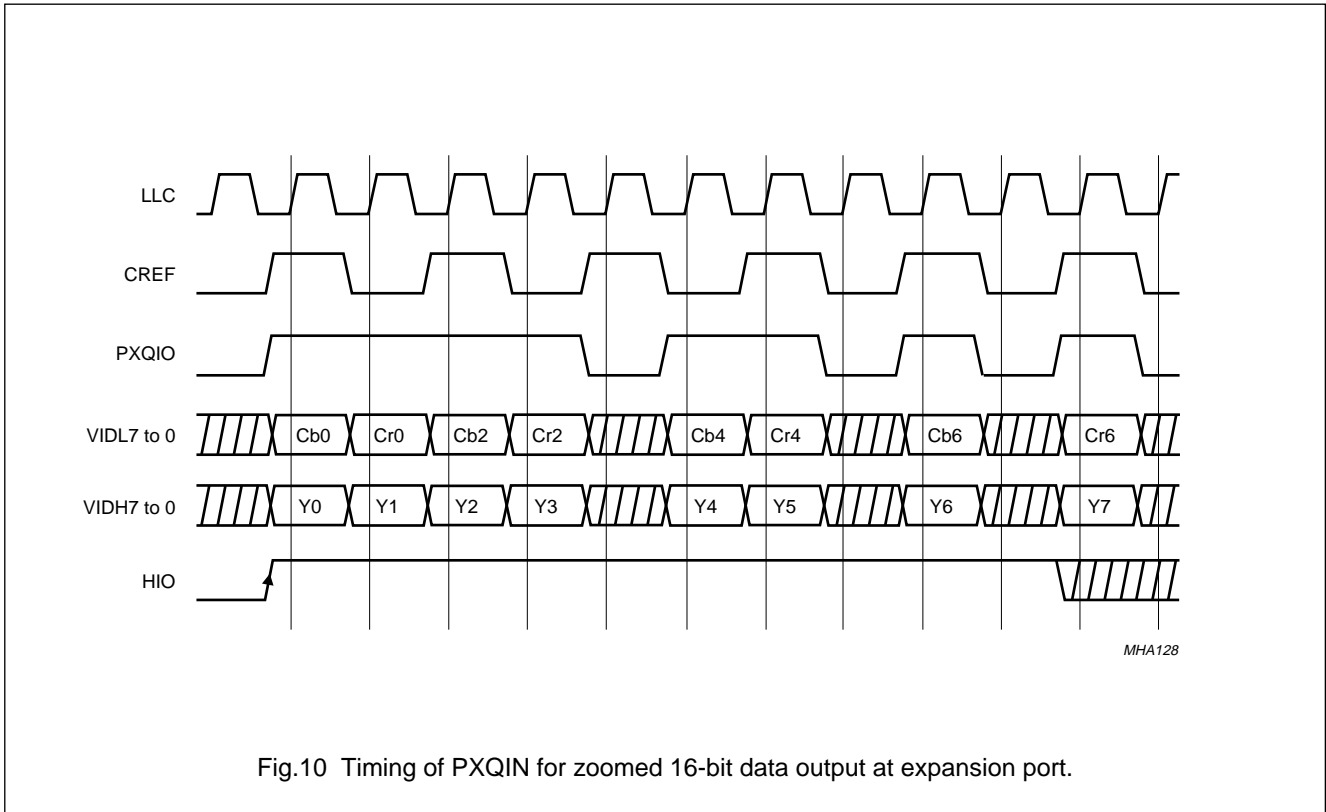 LLC
CREF
PXQIO
VIDL7 to 0 Cb0 Cr0 Cb2 Cr2 Cb4 Cr4 Cb6 Cr6
VIDH7 to 0 Y0 Y1 Y2 Y3 Y4 Y5 Y6 Y7
HIO
MHA128
Fig.10 Timing of PXQIN for zoomed 16-bit data output at expansion port.